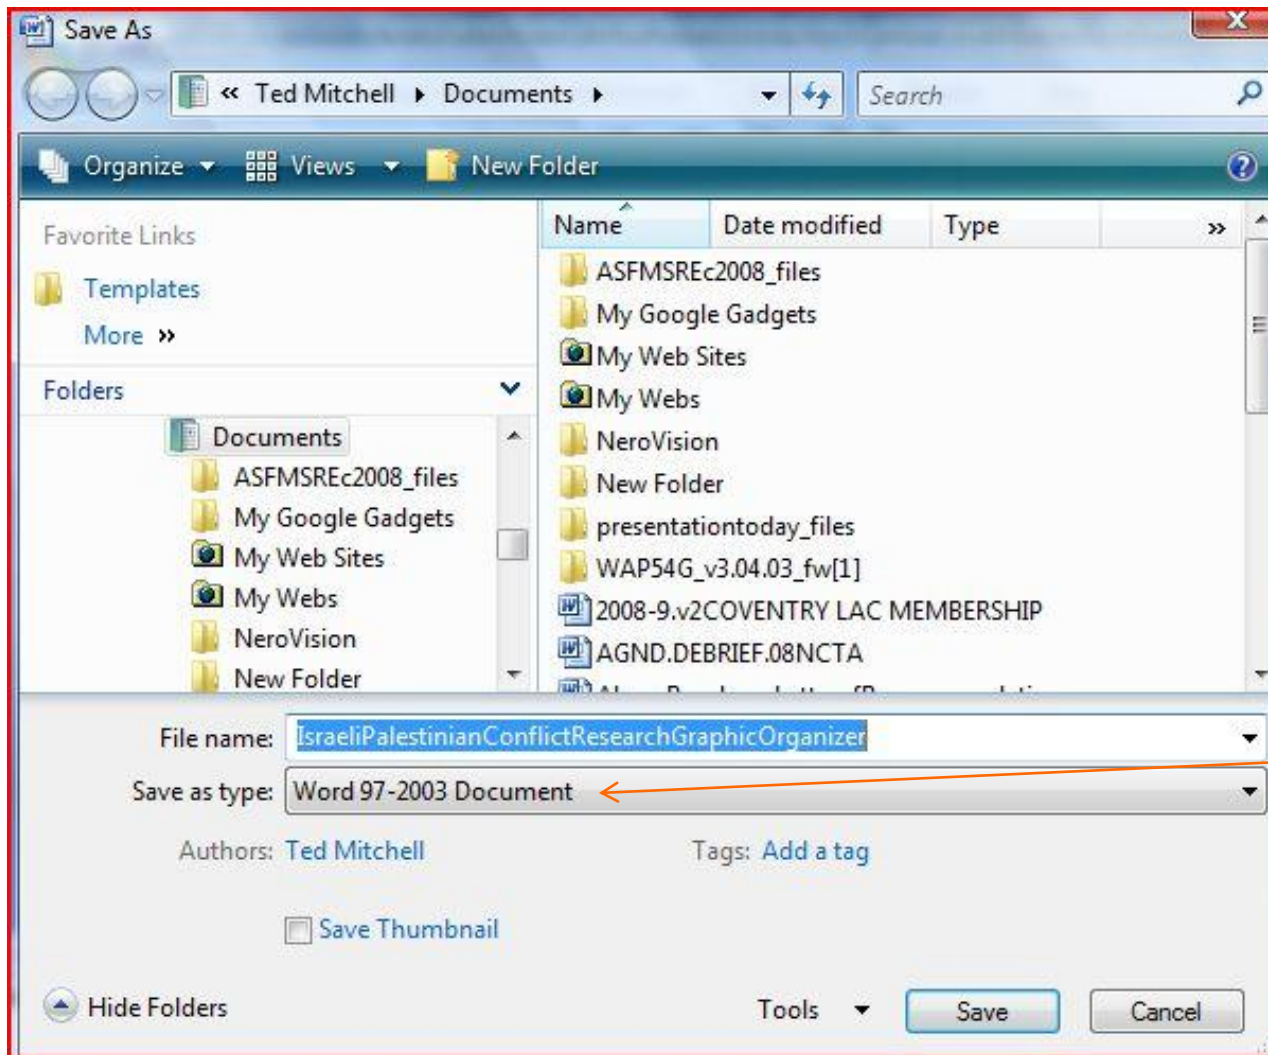 Save As
« Ted Mitchell Documents
Search
Organize Views New Folder
Favorite Links
Templates
More »
Folders
Documents
ASFMSREc2008_files
My Google Gadgets
My Web Sites
My Webs
NeroVision
New Folder
Name Date modified Type »
ASFMSREc2008_files
My Google Gadgets
My Web Sites
My Webs
NeroVision
New Folder
presentationtoday_files
WAP54G_v3.04.03_fw[1]
2008-9.v2COVENTRY LAC MEMBERSHIP
AGND.DEBRIEF.08NCTA
File name: IsraeliPalestinianConflictResearchGraphicOrganizer
Save as type: Word 97-2003 Document
Authors: Ted Mitchell Tags: Add a tag
Save Thumbnail
Hide Folders Tools Save Cancel